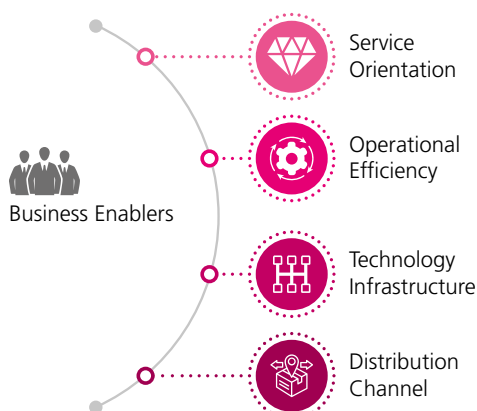 Service
Orientation
Operational
Efficiency
Business Enablers
Technology
Infrastructure
Distribution
Channel